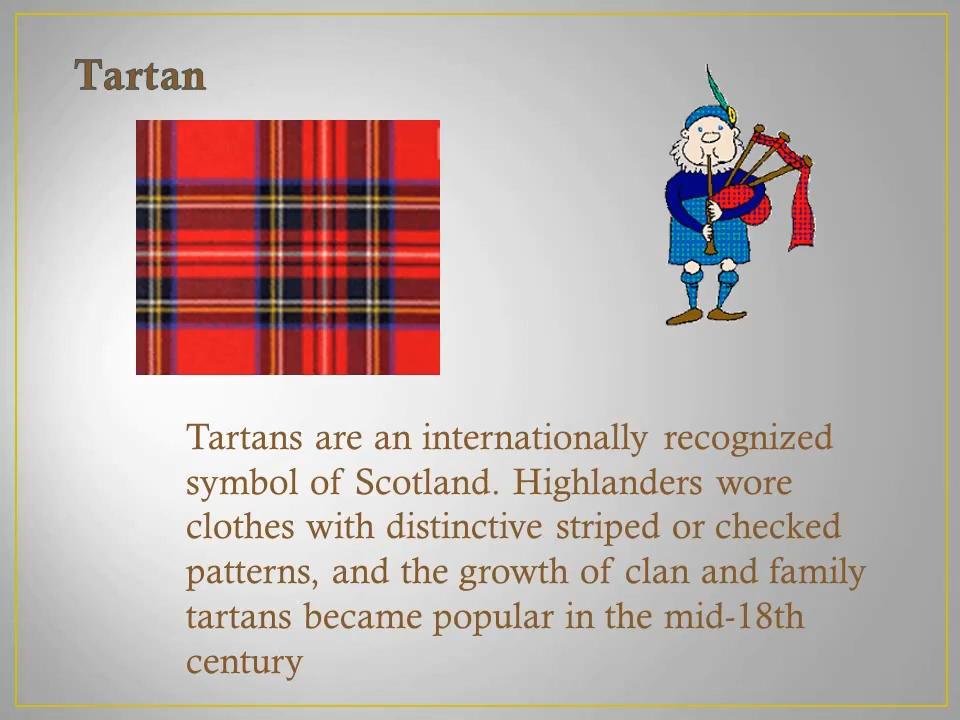 Tartan
Tartans are an internationally recognized
symbol of Scotland. Highlanders wore
clothes with distinctive striped or checked
patterns, and the growth of clan and family
tartans became popular in the mid-18th
century